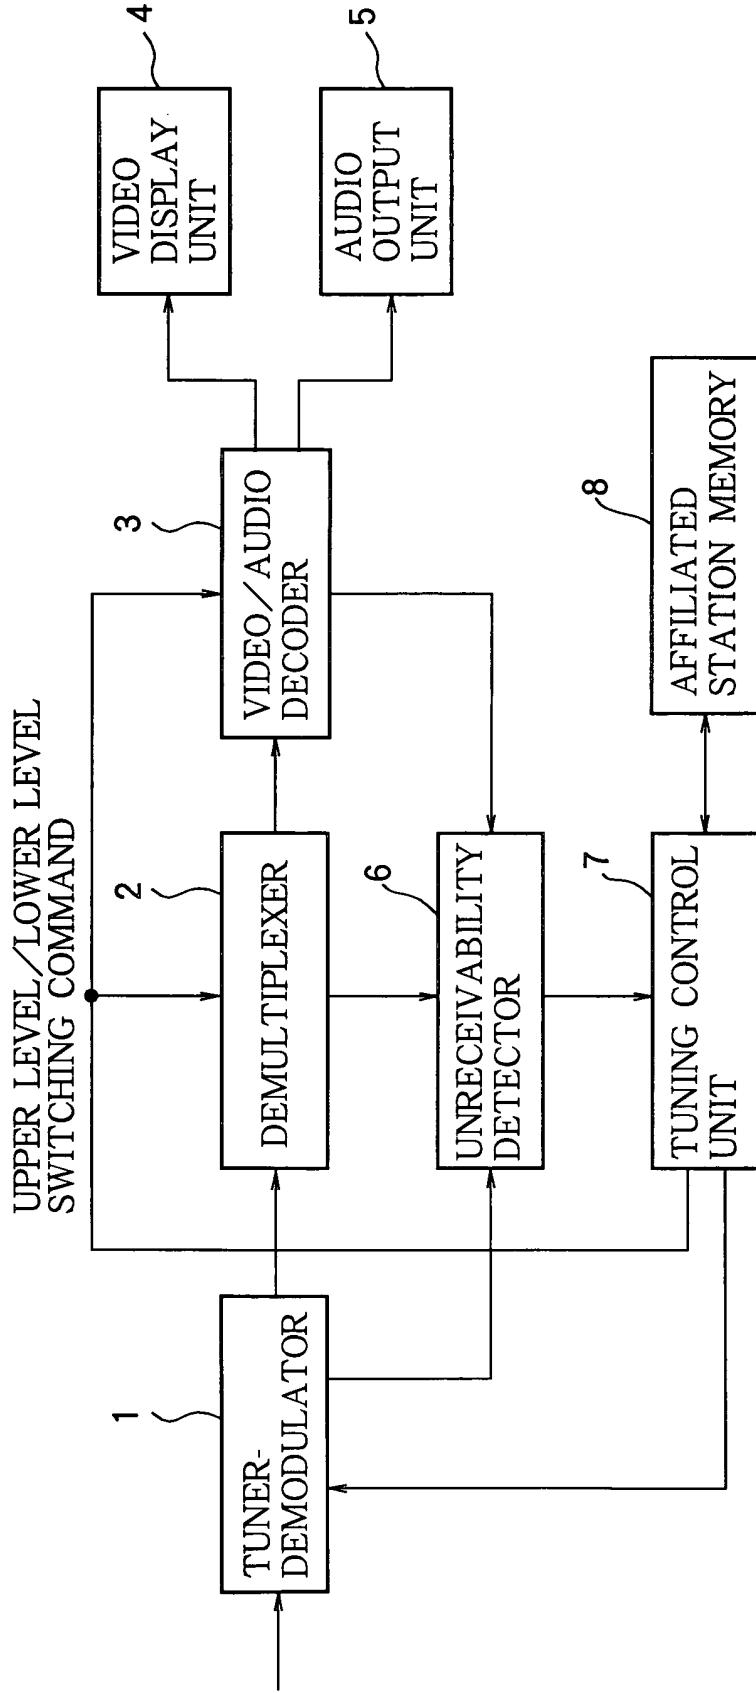 UPPER LEVEL/LOWER LEVEL
SWITCHING COMMAND
1
TUNER-
DEMODULATOR
2
DEMULTIPLEXER
3
VIDEO/AUDIO
DECODER
4
VIDEO
DISPLAY
UNIT
5
AUDIO
OUTPUT
UNIT
6
UNRECEIVABILITY
DETECTOR
7
TUNING CONTROL
UNIT
8
AFFILIATED
STATION MEMORY